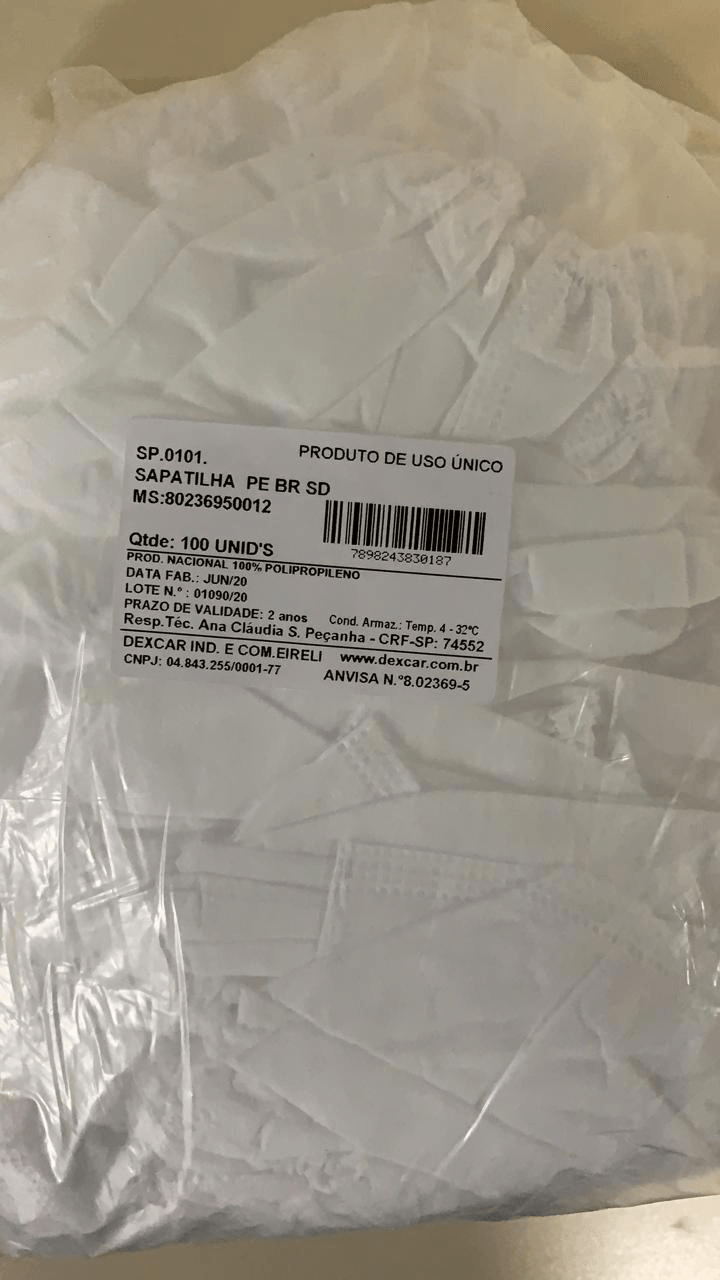 SP.0101.
PRODUTO DE USO ÚNICO
SAPATILHA PE BR SD
MS:80236950012
7898243830187
Qtde: 100 UNID'S
PROD. NACIONAL 100% POLIPROPILENO
DATA FAB.: JUN/20
LOTE N.º : 01090/20
PRAZO DE VALIDADE: 2 anos Cond. Armaz.: Temp. 4 - 32ºC
Resp.Téc. Ana Cláudia S. Peçanha - CRF-SP: 74552
DEXCAR IND. E COM.EIRELI www.dexcar.com.br
CNPJ: 04.843.255/0001-77 ANVISA N.º8.02369-5